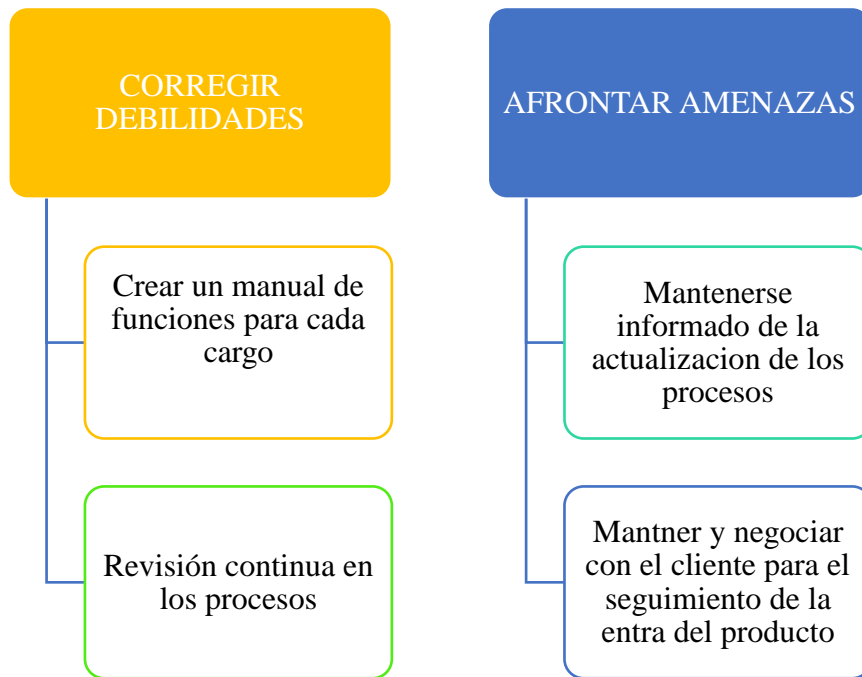 CORREGIR
DEBILIDADES
Crear un manual de
funciones para cada
cargo
Revisión continua en
los procesos
AFRONTAR AMENAZAS
Mantenerse
informado de la
actualizacion de los
procesos
Mantner y negociar
con el cliente para el
seguimiento de la
entra del producto